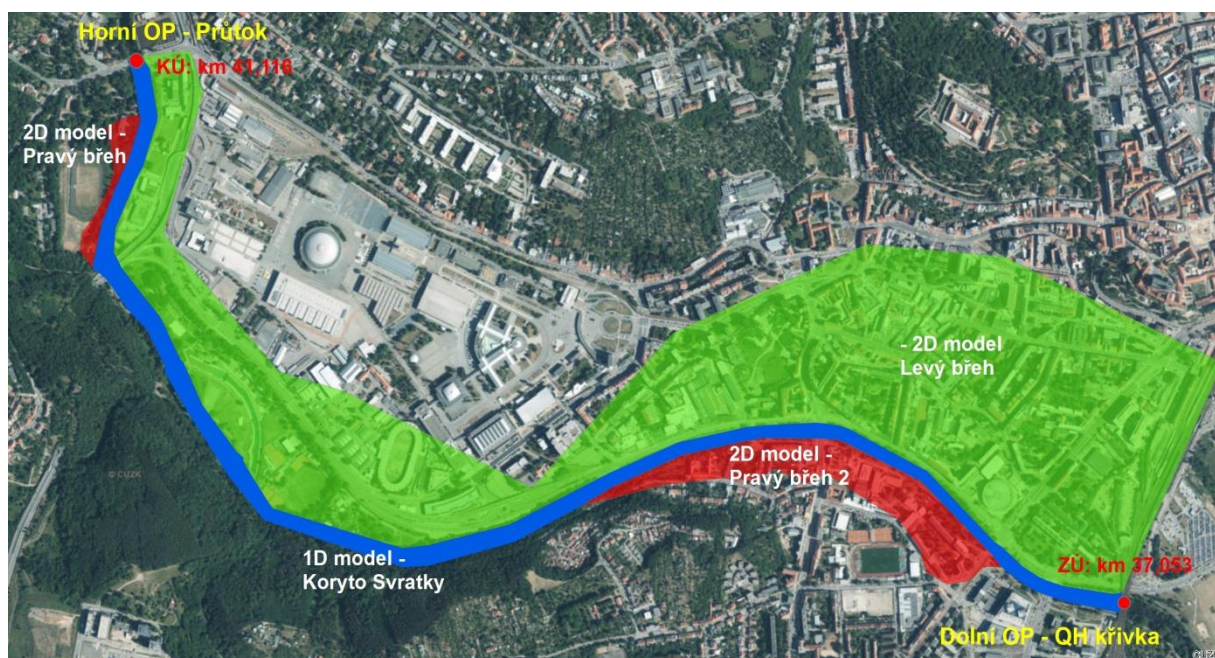 Horní OP - Průtok
KÚ: km 41,116
2D model -
Pravý břeh
- 2D model
Levý břeh
2D model -
Pravý břeh 2
© CUZK
1D model -
Koryto Svratky
ZÚ: km 37,053
Dolní OP - QH křivka